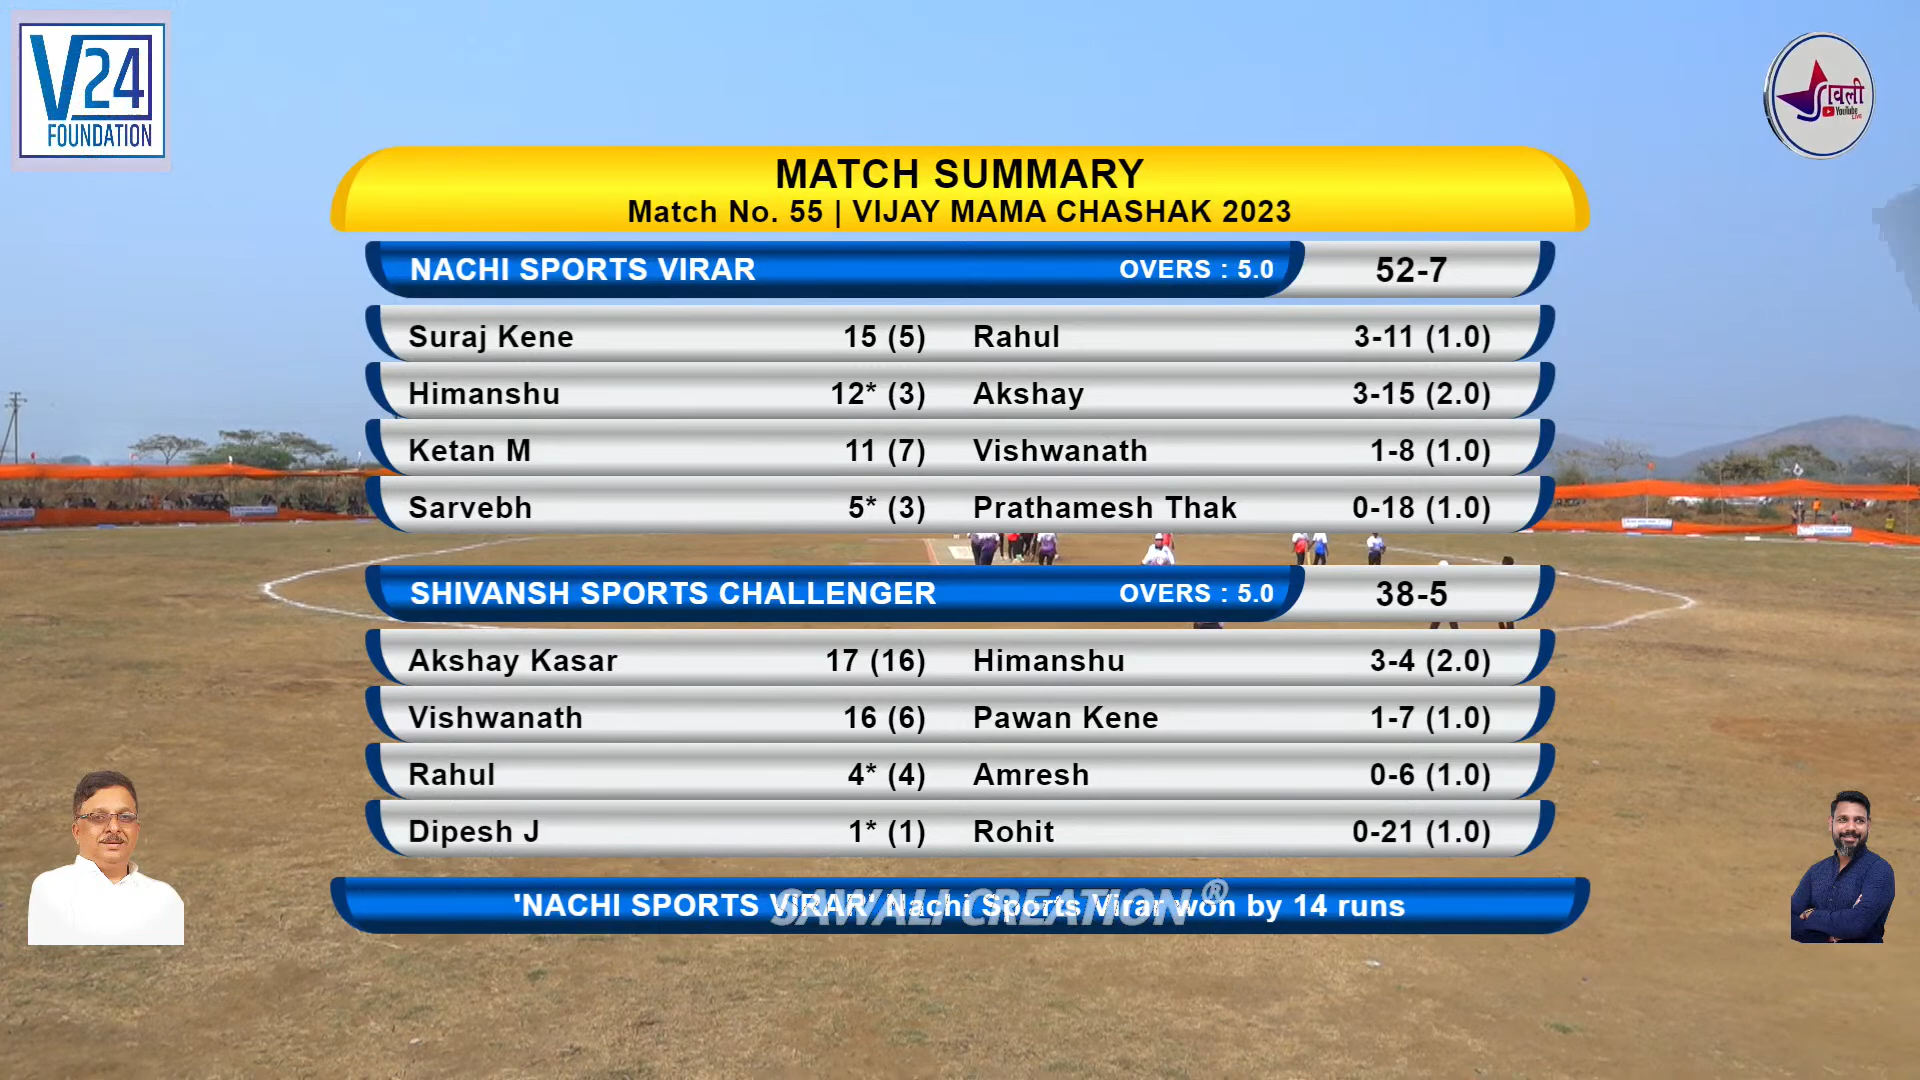 V24
FOUNDATION
सावली
YouTube
Live
MATCH SUMMARY
Match No. 55 | VIJAY MAMA CHASHAK 2023
NACHI SPORTS VIRAR OVERS : 5.0 52-7
Suraj Kene 15 (5) Rahul 3-11 (1.0)
Himanshu 12* (3) Akshay 3-15 (2.0)
Ketan M 11 (7) Vishwanath 1-8 (1.0)
Sarvebh 5* (3) Prathamesh Thak 0-18 (1.0)
SHIVANSH SPORTS CHALLENGER OVERS : 5.0 38-5
Akshay Kasar 17 (16) Himanshu 3-4 (2.0)
Vishwanath 16 (6) Pawan Kene 1-7 (1.0)
Rahul 4* (4) Amresh 0-6 (1.0)
Dipesh J 1* (1) Rohit 0-21 (1.0)
'NACHI SPORTS VIRAR' Nachi Sports Virar won by 14 runs
SAWALI CREATION®